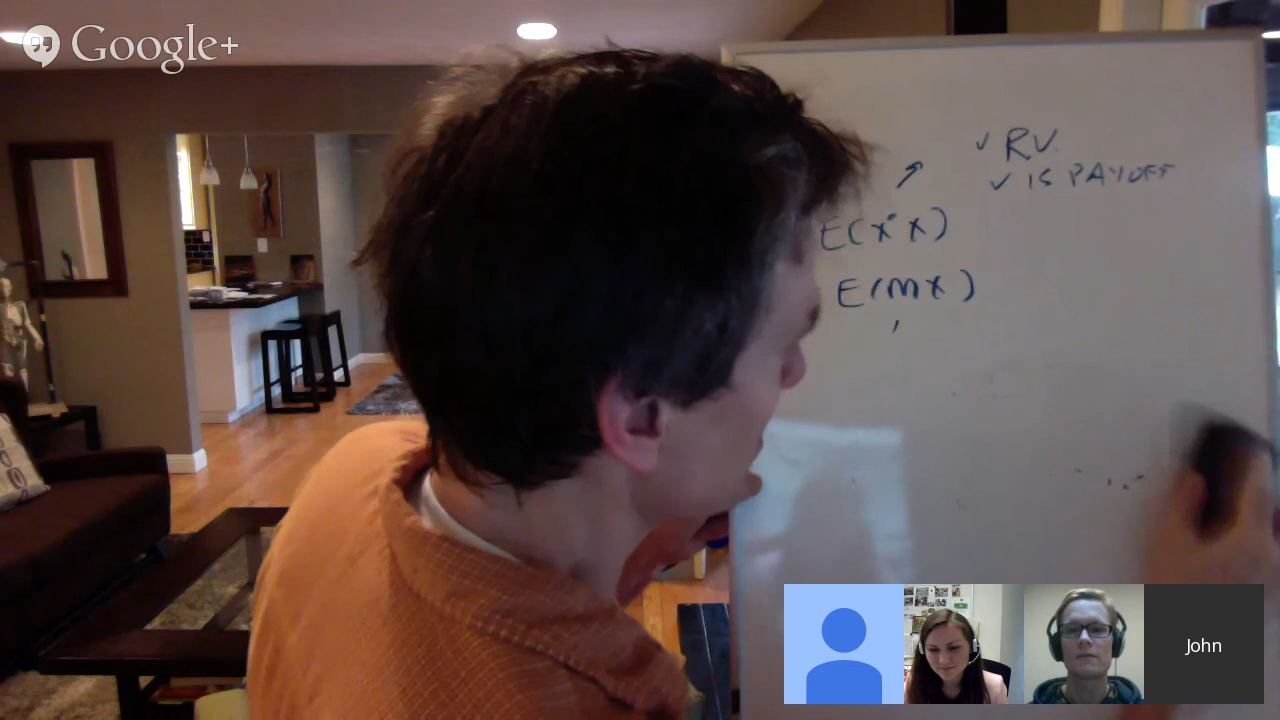 Google+
✓ RV.
✓ IS PAYOFF
E(x* x)
E(mx)
John